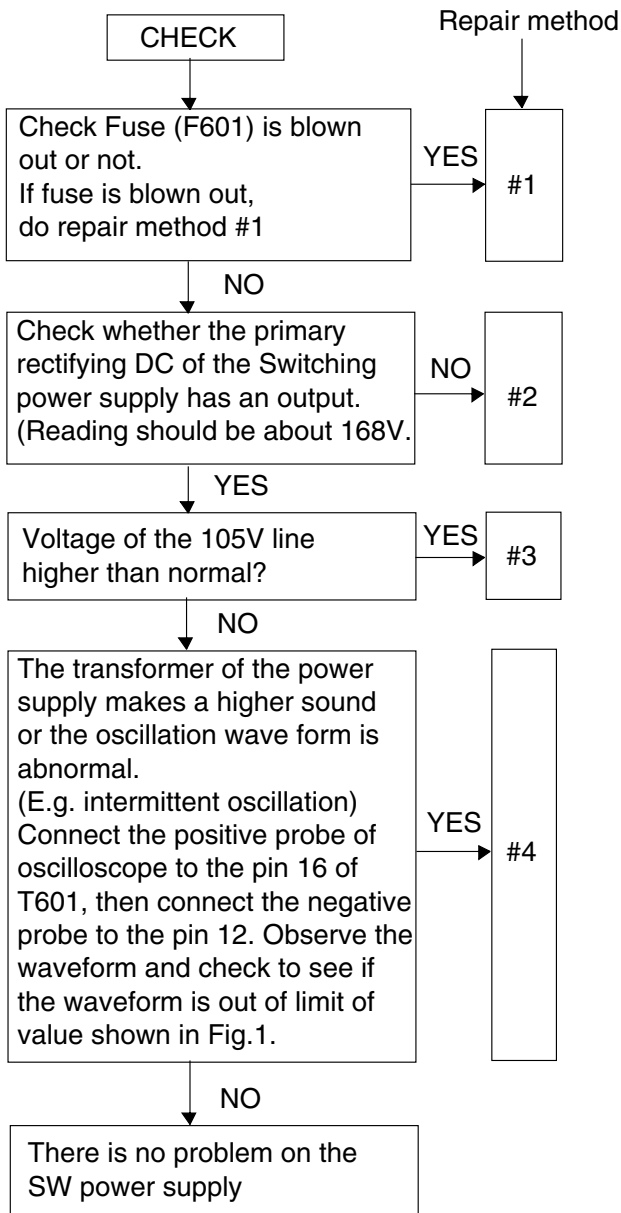 CHECK
Repair method
Check Fuse (F601) is blown
out or not.
If fuse is blown out,
do repair method #1
YES
#1
NO
Check whether the primary
rectifying DC of the Switching
power supply has an output.
(Reading should be about 168V.
NO
#2
YES
Voltage of the 105V line
higher than normal?
YES
#3
NO
The transformer of the power
supply makes a higher sound
or the oscillation wave form is
abnormal.
(E.g. intermittent oscillation)
Connect the positive probe of
oscilloscope to the pin 16 of
T601, then connect the negative
probe to the pin 12. Observe the
waveform and check to see if
the waveform is out of limit of
value shown in Fig.1.
YES
#4
NO
There is no problem on the
SW power supply